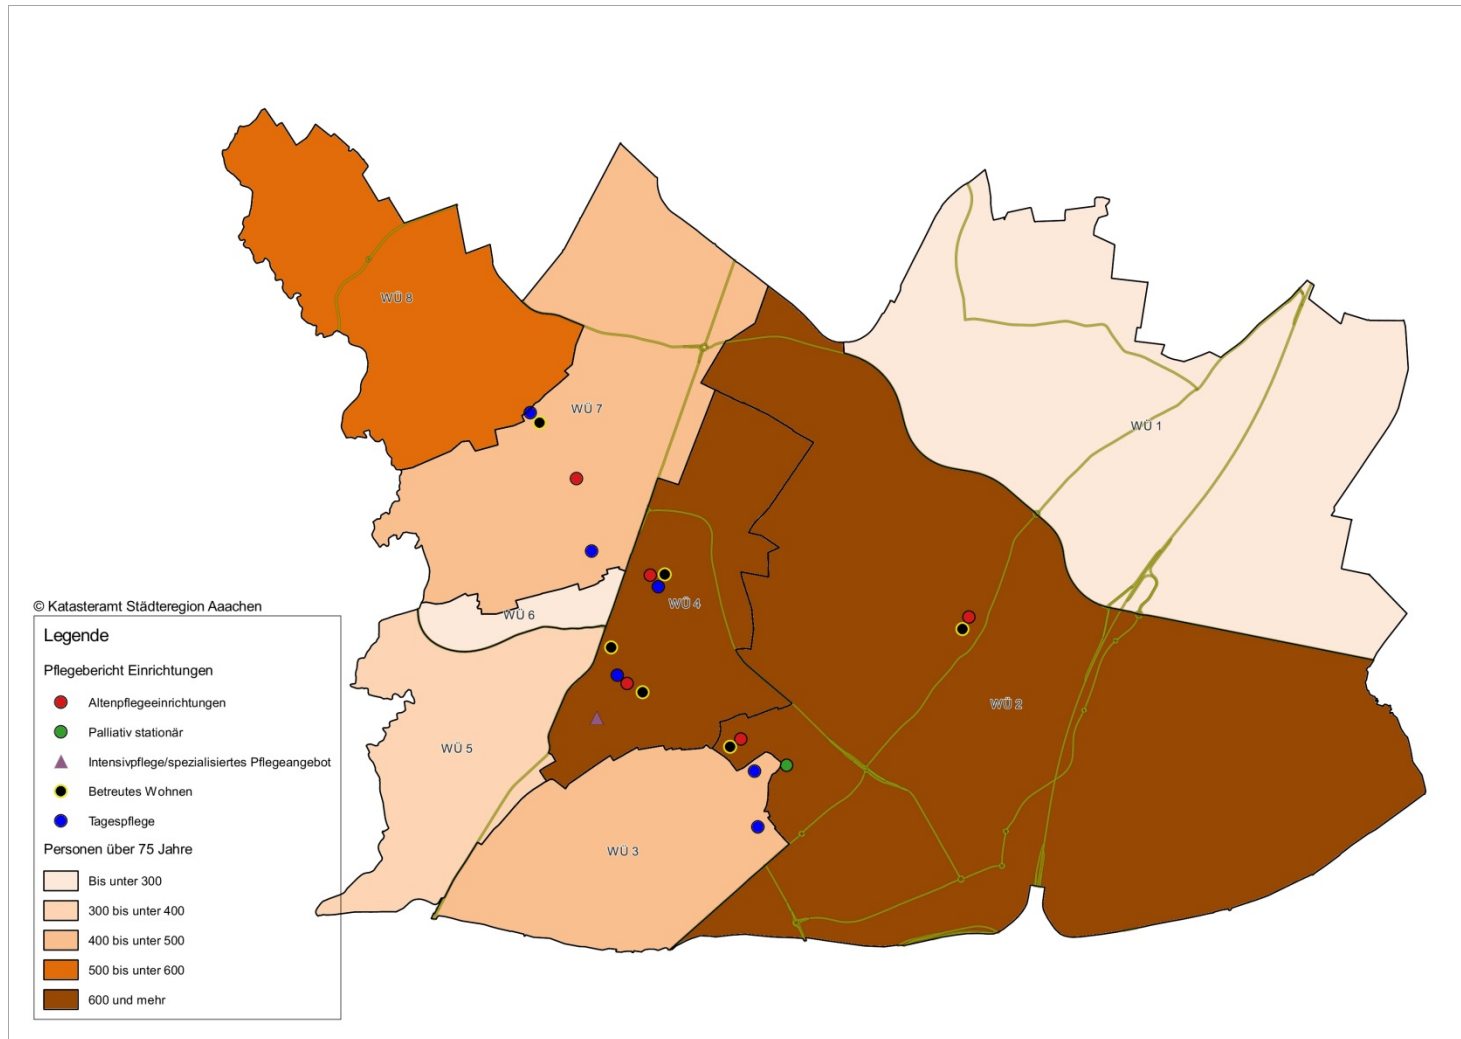 WÜ 8
WÜ 7
WÜ 1
WÜ 6
WÜ 4
WÜ 2
WÜ 5
WÜ 3
© Katasteramt Städteregion Aaachen
Legende
Pflegebericht Einrichtungen
Altenpflegeeinrichtungen
Palliativ stationär
Intensivpflege/spezialisiertes Pflegeangebot
Betreutes Wohnen
Tagespflege
Personen über 75 Jahre
Bis unter 300
300 bis unter 400
400 bis unter 500
500 bis unter 600
600 und mehr